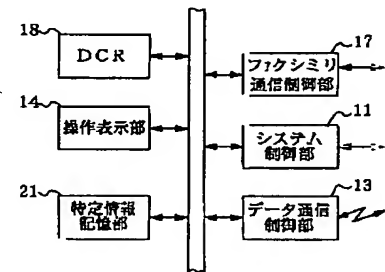 18
DCR
14
操作表示部
21
特定情報
記憶部
17
ファクシミリ
通信制御部
11
システム
制御部
13
データ通信
制御部